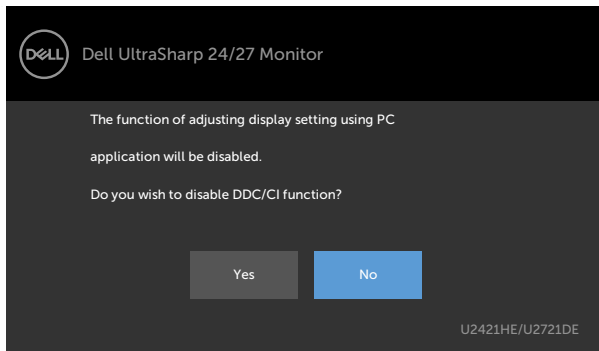 DELL
Dell UltraSharp 24/27 Monitor
The function of adjusting display setting using PC
application will be disabled.
Do you wish to disable DDC/CI function?
Yes No
U2421HE/U2721DE